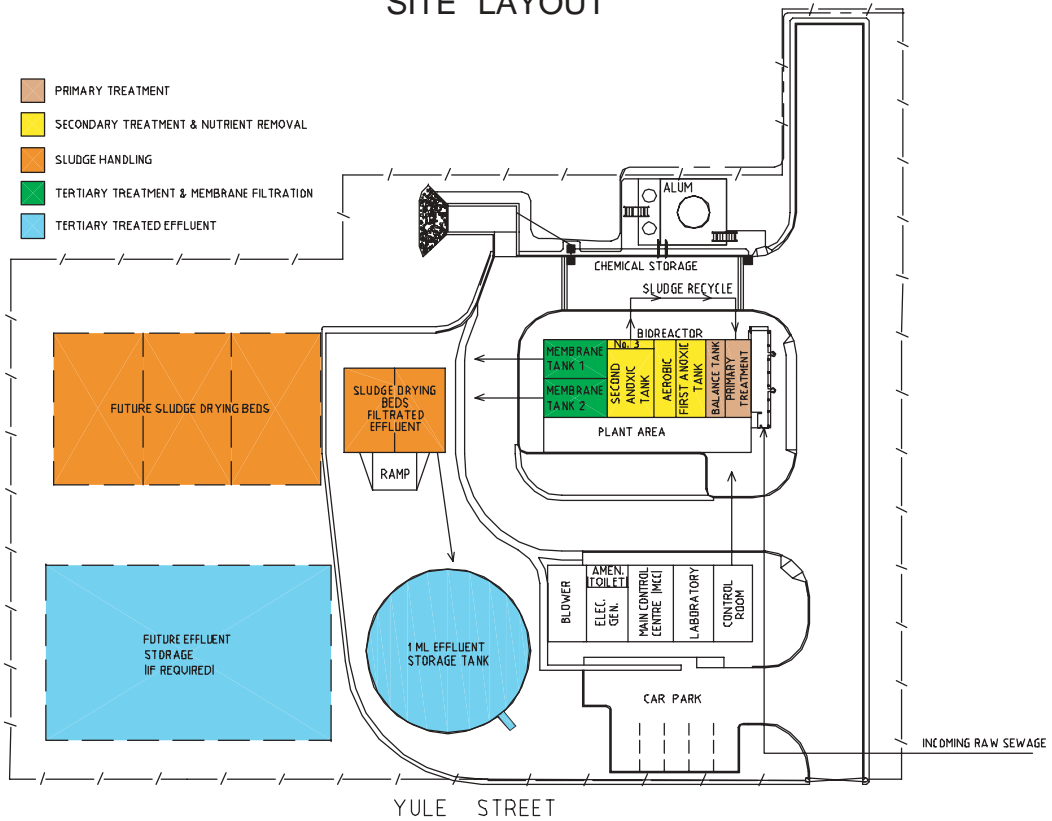 SITE LAYOUT
PRIMARY TREATMENT
SECONDARY TREATMENT & NUTRIENT REMOVAL
SLUDGE HANDLING
TERTIARY TREATMENT & MEMBRANE FILTRATION
TERTIARY TREATED EFFLUENT
ALUM
CHEMICAL STORAGE
SLUDGE RECYCLE
BIOREACTOR
No. 3
MEMBRANE
TANK 1
MEMBRANE
TANK 2
SECOND
ANOXIC
TANK
AEROBIC
FIRST ANOXIC
TANK
BALANCE TANK
PRIMARY
TREATMENT
PLANT AREA
FUTURE SLUDGE DRYING BEDS
SLUDGE DRYING
BEDS
FILTRATED
EFFLUENT
RAMP
FUTURE EFFLUENT
STORAGE
|IF REQUIRED|
1 ML EFFLUENT
STORAGE TANK
BLOWER
AMEN.
|TOILET|
ELEC.
GEN.
MAIN CONTROL
CENTRE |MCC|
LABORATORY
CONTROL
ROOM
CAR PARK
INCOMING RAW SEWAGE
YULE STREET